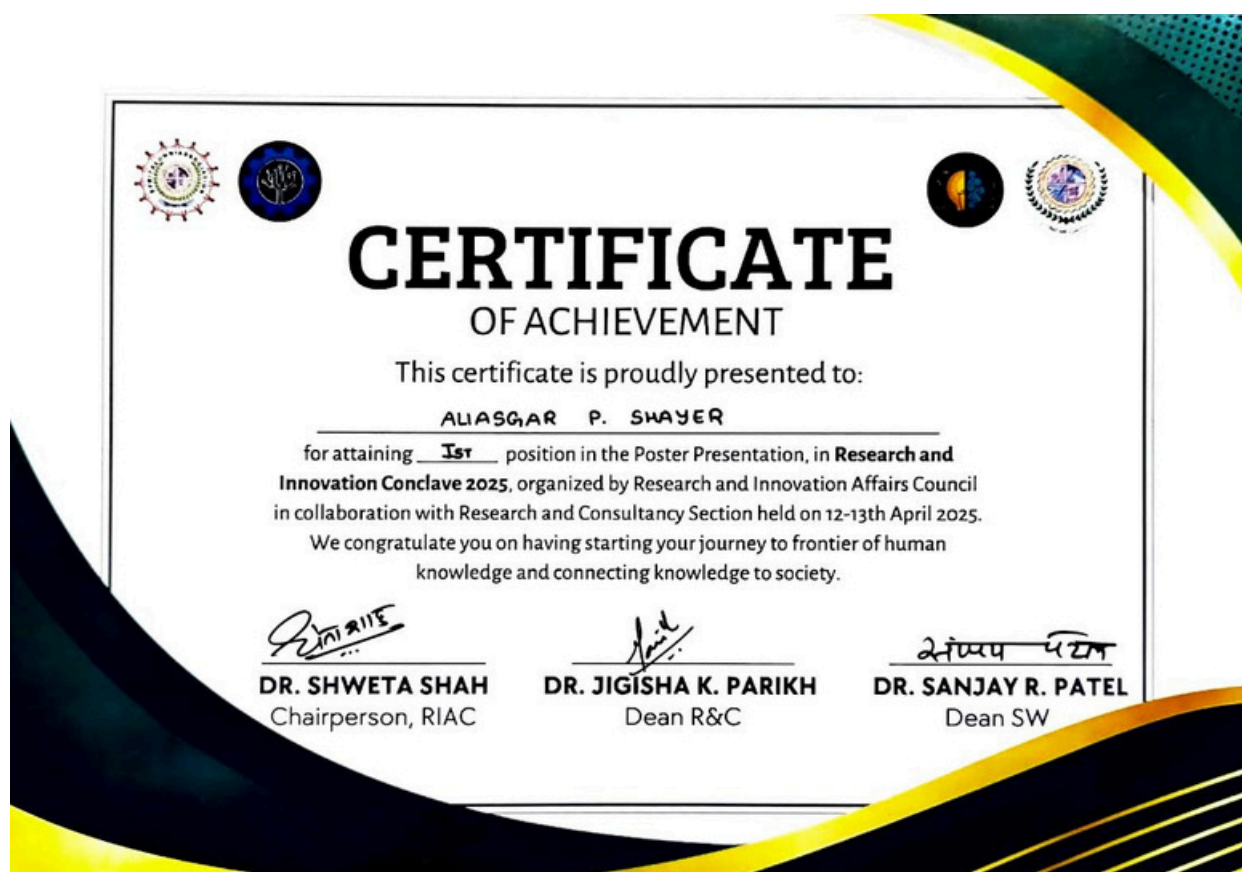 CERTIFICATE
OF ACHIEVEMENT
This certificate is proudly presented to:
ALIASGAR P. SHAYER
for attaining Ist position in the Poster Presentation, in Research and
Innovation Conclave 2025, organized by Research and Innovation Affairs Council
in collaboration with Research and Consultancy Section held on 12-13th April 2025.
We congratulate you on having starting your journey to frontier of human
knowledge and connecting knowledge to society.
DR. SHWETA SHAH DR. JIGISHA K. PARIKH DR. SANJAY R. PATEL
Chairperson, RIAC Dean R&C Dean SW